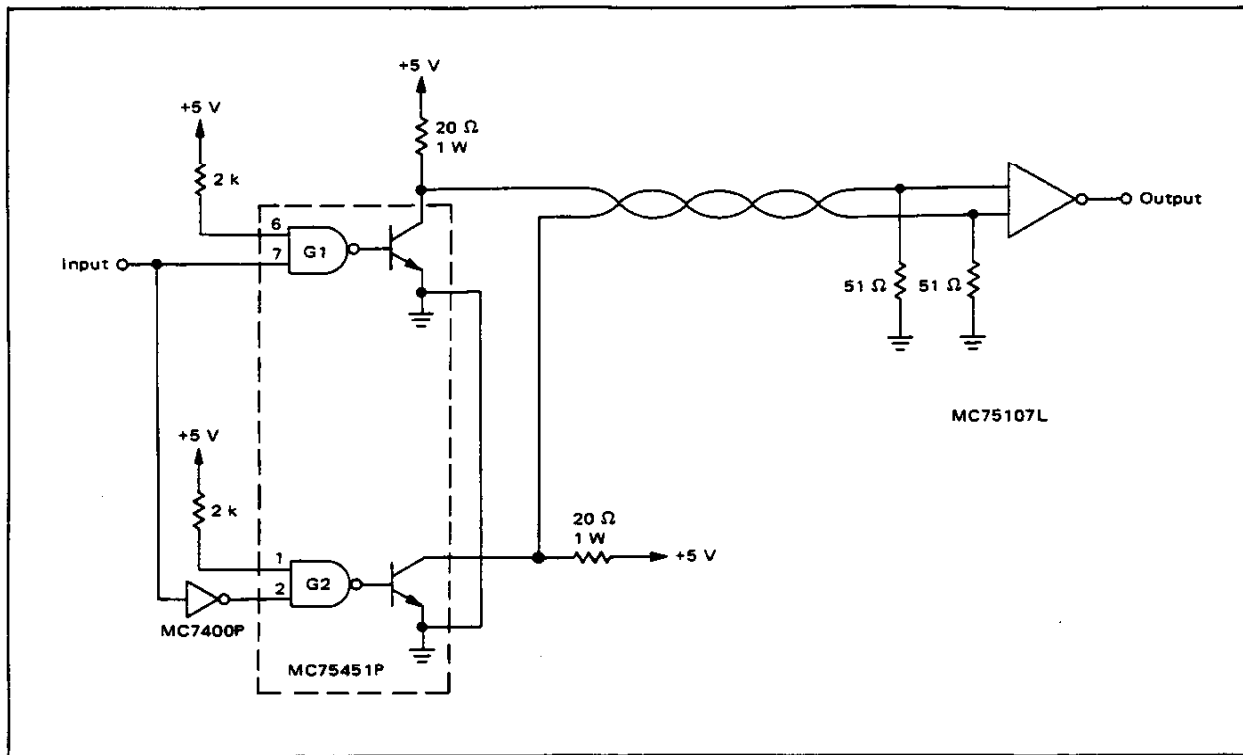 +5 V
20 Ω
1 W
+5 V
2 k
6
7
G1
Input
Output
51 Ω
51 Ω
MC75107L
+5 V
2 k
20 Ω
1 W
+5 V
1
2
G2
MC7400P
MC75451P